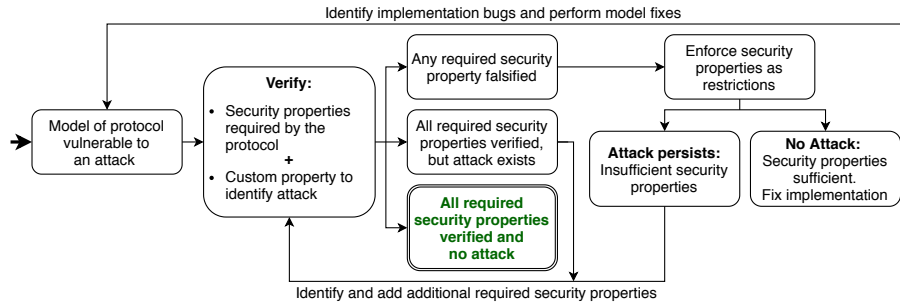 Identify implementation bugs and perform model fixes
Model of protocol
vulnerable to
an attack
Verify:
• Security properties
required by the
protocol
+
• Custom property to
identify attack
Any required security
property falsified
All required security
properties verified,
but attack exists
All required
security properties
verified and
no attack
Enforce security
properties as
restrictions
Attack persists:
Insufficient security
properties
No Attack:
Security properties
sufficient.
Fix implementation
Identify and add additional required security properties